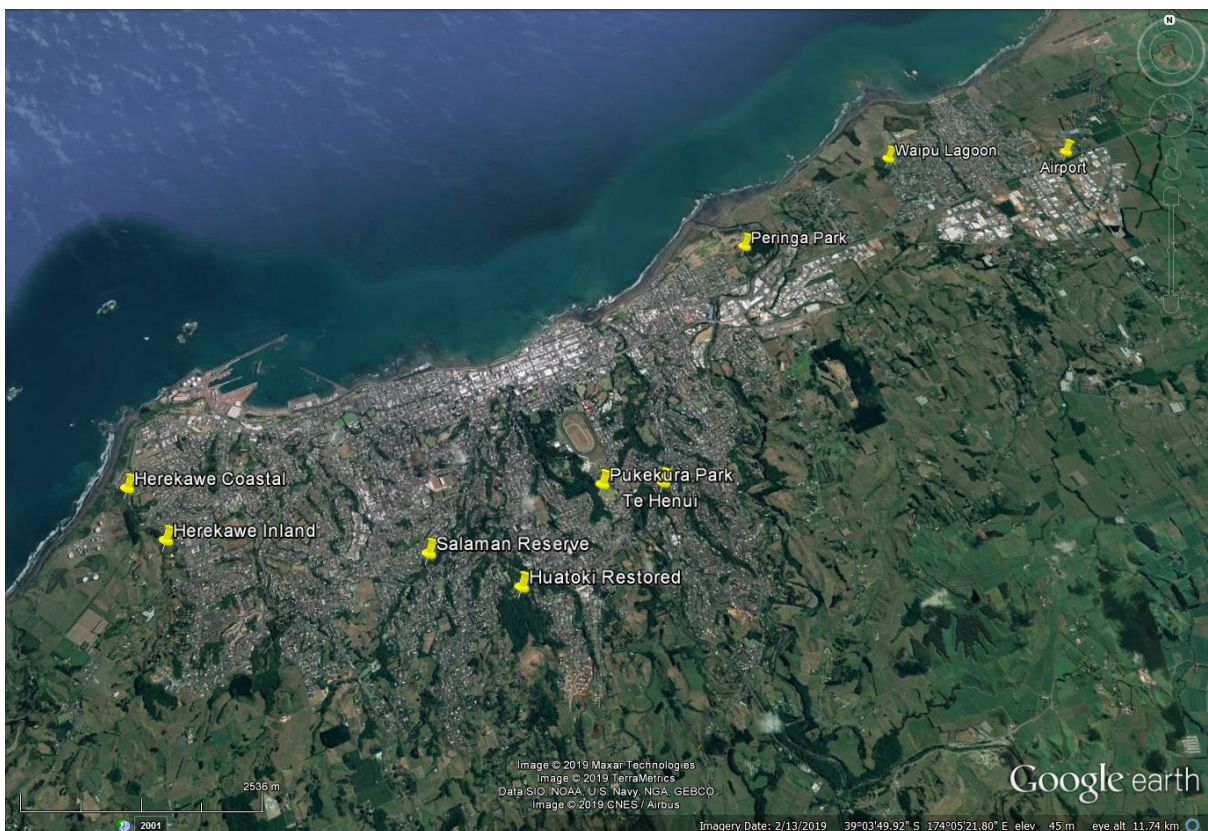 N
Waipu Lagoon
Airport
Peringa Park
Herekawe Coastal
Pukekura Park
Te Henui
Herekawe Inland
Salaman Reserve
Huatoki Restored
Image © 2019 Maxar Technologies
Image © 2019 TerraMetrics
Data SIO, NOAA, U.S. Navy, NGA, GEBCO
Image © 2019 CNES / Airbus
Google earth
2536 m
2001
Imagery Date: 2/13/2019 39°03'49.92" S 174°05'21.80" E elev 45 m eye alt 11.74 km